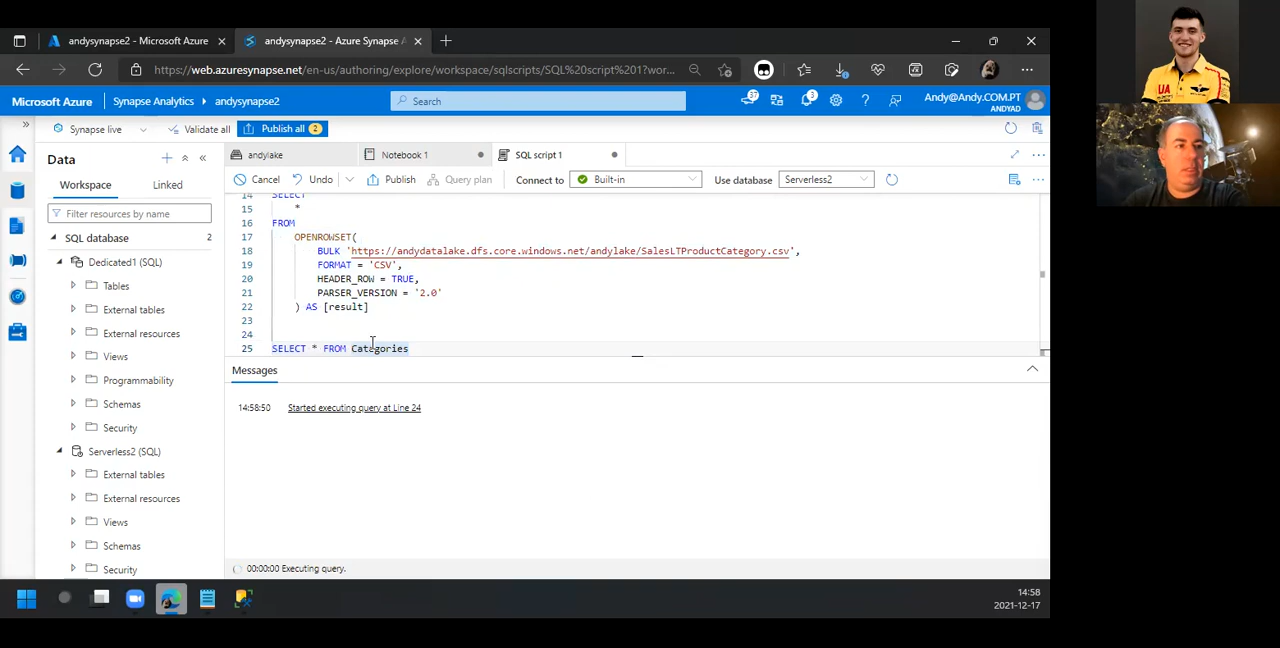 andysynapse2 - Microsoft Azure
andysynapse2 - Azure Synapse A
https://web.azuresynapse.net/en-us/authoring/explore/workspace/sqlscripts/SQL%20script%201?wor...
Microsoft Azure
Synapse Analytics
andysynapse2
Search
37
3
Andy@Andy.COM.PT
ANDYAD
Synapse live
Validate all
Publish all 2
Data
Workspace
Linked
Filter resources by name
SQL database 2
Dedicated1 (SQL)
Tables
External tables
External resources
Views
Programmability
Schemas
Security
Serverless2 (SQL)
External tables
External resources
Views
Schemas
Security
andylake
Notebook 1
SQL script 1
Cancel
Undo
Publish
Query plan
Connect to
Built-in
Use database
Serverless2
14 SELECT
15 *
16 FROM
17 OPENROWSET(
18 BULK 'https://andydatalake.dfs.core.windows.net/andylake/SalesLTProductCategory.csv',
19 FORMAT = 'CSV',
20 HEADER_ROW = TRUE,
21 PARSER_VERSION = '2.0'
22 ) AS [result]
23
24
25 SELECT * FROM Categories
Messages
14:58:50 Started executing query at Line 24
00:00:00 Executing query.
14:58
2021-12-17
UA